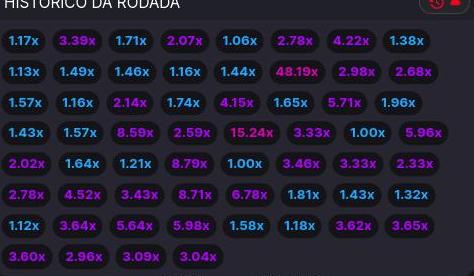 HISTÓRICO DA RODADA
1.17x 3.39x 1.71x 2.07x 1.06x 2.78x 4.22x 1.38x
1.13x 1.49x 1.46x 1.16x 1.44x 48.19x 2.98x 2.68x
1.57x 1.16x 2.14x 1.74x 4.15x 1.65x 5.71x 1.96x
1.43x 1.57x 8.59x 2.59x 15.24x 3.33x 1.00x 5.96x
2.02x 1.64x 1.21x 8.79x 1.00x 3.46x 3.33x 2.33x
2.78x 4.52x 3.43x 8.71x 6.78x 1.81x 1.43x 1.32x
1.12x 3.64x 5.64x 5.98x 1.58x 1.18x 3.62x 3.65x
3.60x 2.96x 3.09x 3.04x